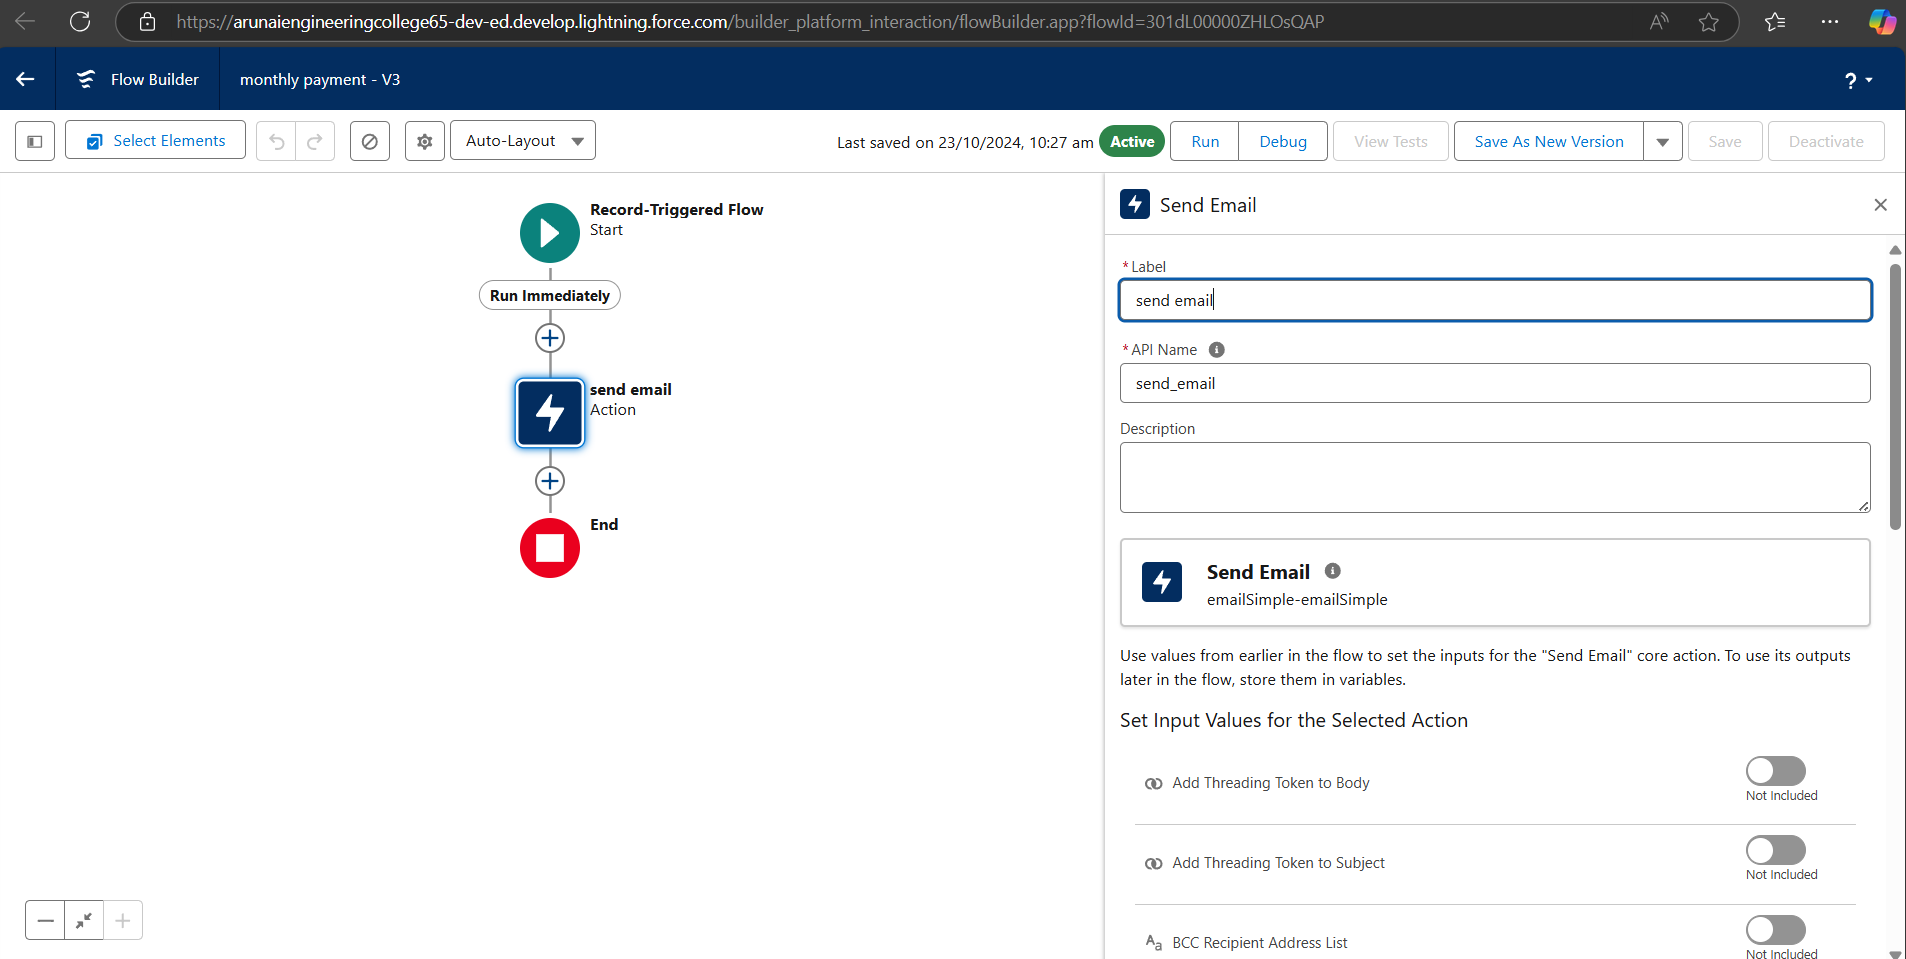 https://arunaiengineeringcollege65-dev-ed.develop.lightning.force.com/builder_platform_interaction/flowBuilder.app?flowId=301dL00000ZHLOsQAP
Flow Builder
monthly payment - V3
?
Select Elements
Auto-Layout
Last saved on 23/10/2024, 10:27 am
Active
Run
Debug
View Tests
Save As New Version
Save
Deactivate
Record-Triggered Flow
Start
Run Immediately
send email
Action
End
Send Email
*Label
send email
*API Name
send_email
Description
Send Email
emailSimple-emailSimple
Use values from earlier in the flow to set the inputs for the "Send Email" core action. To use its outputs
later in the flow, store them in variables.
Set Input Values for the Selected Action
Add Threading Token to Body
Not Included
Add Threading Token to Subject
Not Included
Aa BCC Recipient Address List
Not Included